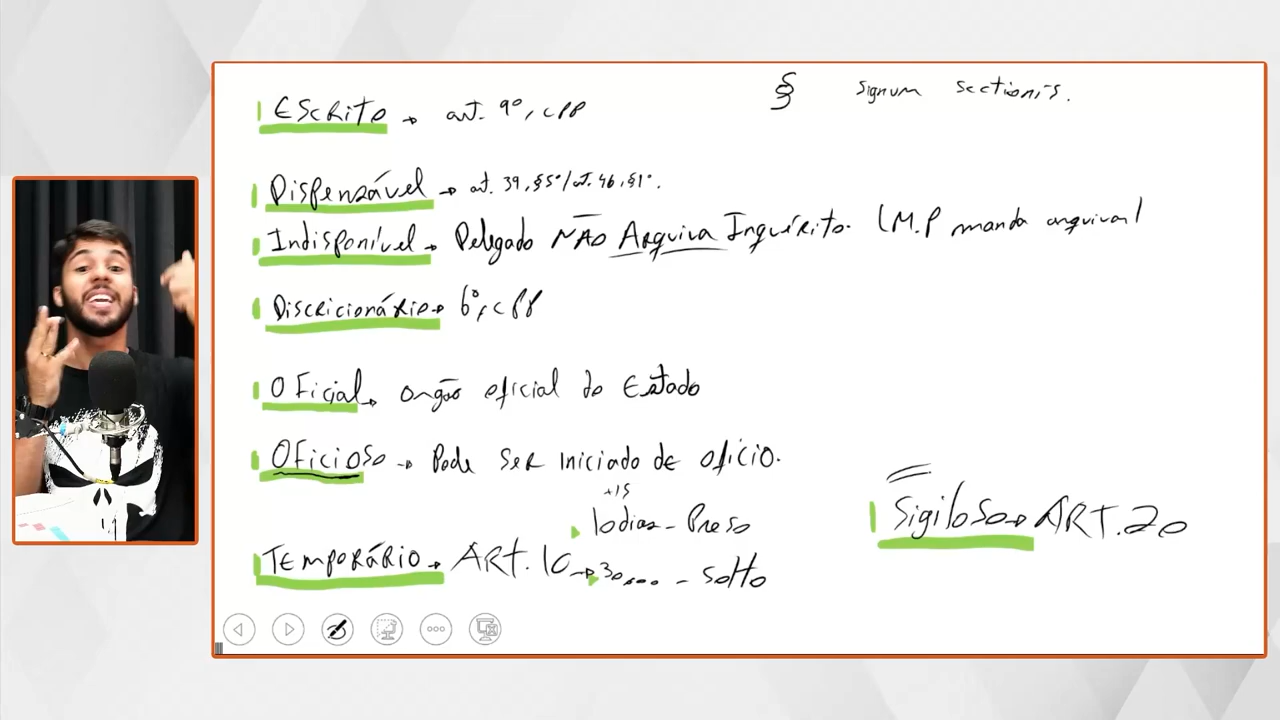 § Signum sectionis.
Escrito → art. 9º, CPP
Dispensável → art. 39, §5º/art. 46, §1º.
Indisponível → Delegado NÃO Arquiva Inquérito. (M.P manda arquivar)
Discricionário → 6º, CPP
Oficial → orgão oficial do Estado
Oficioso → Pode ser iniciado de ofício.
+15
10 dias - Preso
Sigiloso → ART. 20
Temporário → ART. 10 → 30 - solto